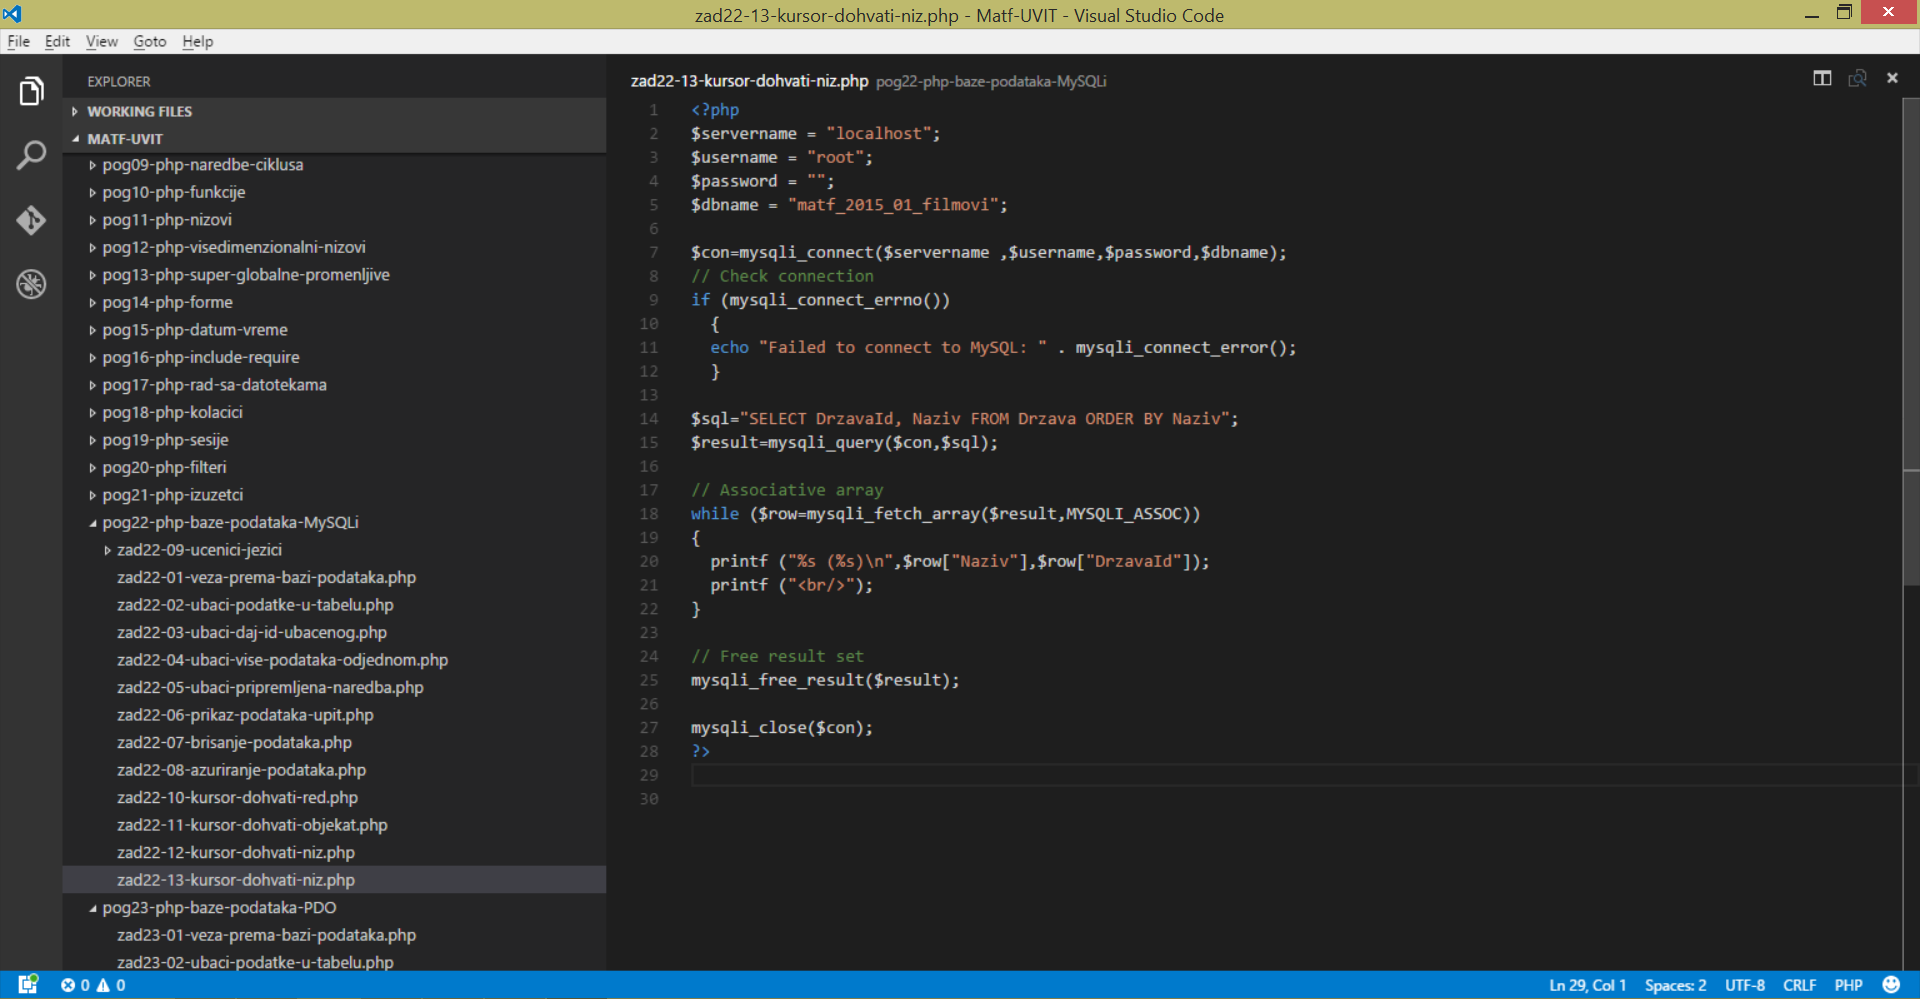 zad22-13-kursor-dohvati-niz.php - Matf-UVIT - Visual Studio Code
File Edit View Goto Help
EXPLORER
WORKING FILES
MATF-UVIT
pog09-php-naredbe-ciklusa
pog10-php-funkcije
pog11-php-nizovi
pog12-php-visedimenzionalni-nizovi
pog13-php-super-globalne-promenljive
pog14-php-forme
pog15-php-datum-vreme
pog16-php-include-require
pog17-php-rad-sa-datotekama
pog18-php-kolacici
pog19-php-sesije
pog20-php-filteri
pog21-php-izuzetci
pog22-php-baze-podataka-MySQLi
zad22-09-ucenici-jezici
zad22-01-veza-prema-bazi-podataka.php
zad22-02-ubaci-podatke-u-tabelu.php
zad22-03-ubaci-daj-id-ubacenog.php
zad22-04-ubaci-vise-podataka-odjednom.php
zad22-05-ubaci-pripremljena-naredba.php
zad22-06-prikaz-podataka-upit.php
zad22-07-brisanje-podataka.php
zad22-08-azuriranje-podataka.php
zad22-10-kursor-dohvati-red.php
zad22-11-kursor-dohvati-objekat.php
zad22-12-kursor-dohvati-niz.php
zad22-13-kursor-dohvati-niz.php
pog23-php-baze-podataka-PDO
zad23-01-veza-prema-bazi-podataka.php
zad23-02-ubaci-podatke-u-tabelu.php
zad22-13-kursor-dohvati-niz.php pog22-php-baze-podataka-MySQLi
1 <?php
2 $servername = "localhost";
3 $username = "root";
4 $password = "";
5 $dbname = "matf_2015_01_filmovi";
6
7 $con=mysqli_connect($servername ,$username,$password,$dbname);
8 // Check connection
9 if (mysqli_connect_errno())
10 {
11 echo "Failed to connect to MySQL: " . mysqli_connect_error();
12 }
13
14 $sql="SELECT DrzavaId, Naziv FROM Drzava ORDER BY Naziv";
15 $result=mysqli_query($con,$sql);
16
17 // Associative array
18 while ($row=mysqli_fetch_array($result,MYSQLI_ASSOC))
19 {
20 printf ("%s (%s)\n",$row["Naziv"],$row["DrzavaId"]);
21 printf ("<br/>");
22 }
23
24 // Free result set
25 mysqli_free_result($result);
26
27 mysqli_close($con);
28 ?>
29
30
0 0 Ln 29, Col 1 Spaces: 2 UTF-8 CRLF PHP